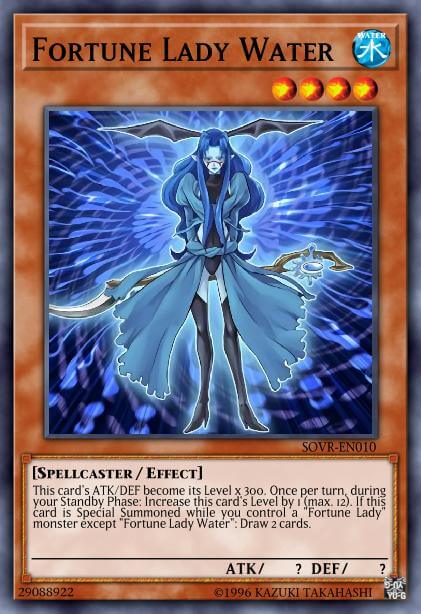 FORTUNE LADY WATER
WATER
水
SOVR-EN010
[SPELLCASTER / EFFECT]
This card's ATK/DEF become its Level x 300. Once per turn, during
your Standby Phase: Increase this card's Level by 1 (max. 12). If this
card is Special Summoned while you control a "Fortune Lady"
monster except "Fortune Lady Water": Draw 2 cards.
ATK/ ? DEF/ ?
29088922
©1996 KAZUKI TAKAHASHI